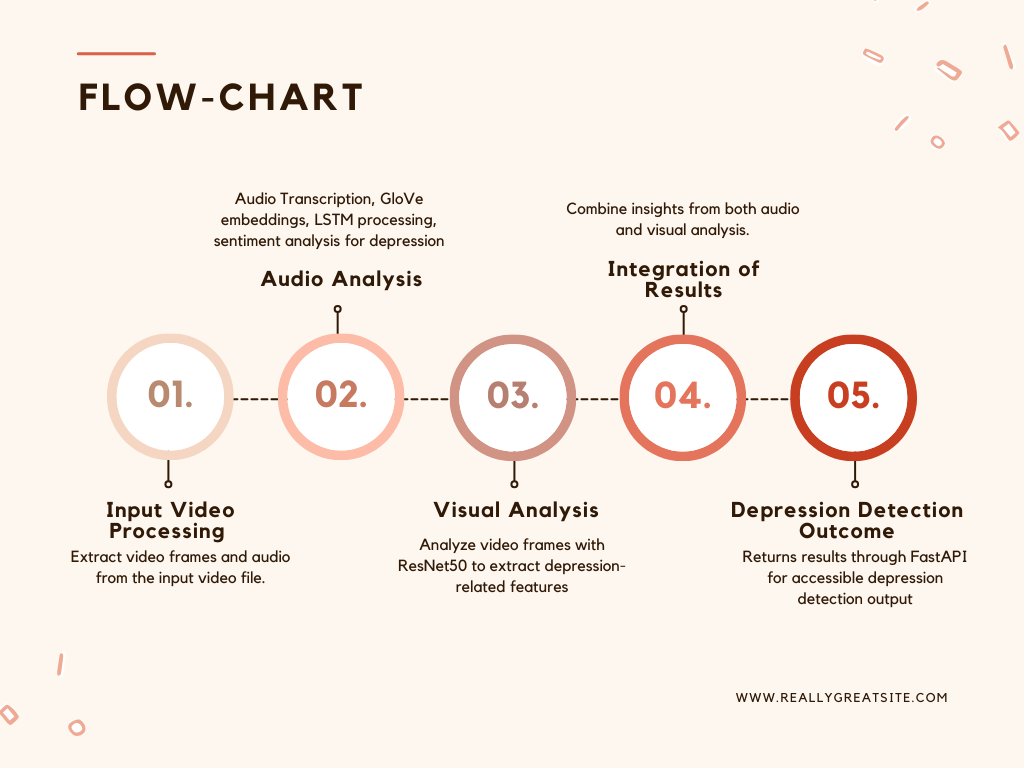 FLOW-CHART
Audio Transcription, GloVe
embeddings, LSTM processing,
sentiment analysis for depression
Audio Analysis
Combine insights from both audio
and visual analysis.
Integration of
Results
01.
02.
03.
04.
05.
Input Video
Processing
Extract video frames and audio
from the input video file.
Visual Analysis
Analyze video frames with
ResNet50 to extract depression-
related features
Depression Detection
Outcome
Returns results through FastAPI
for accessible depression
detection output
WWW.REALLYGREATSITE.COM